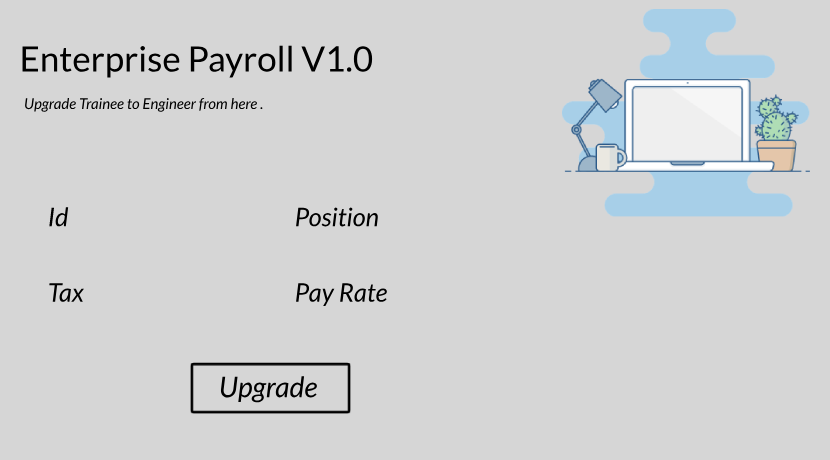 Enterprise Payroll V1.0
Upgrade Trainee to Engineer from here .
Id
Position
Tax
Pay Rate
Upgrade